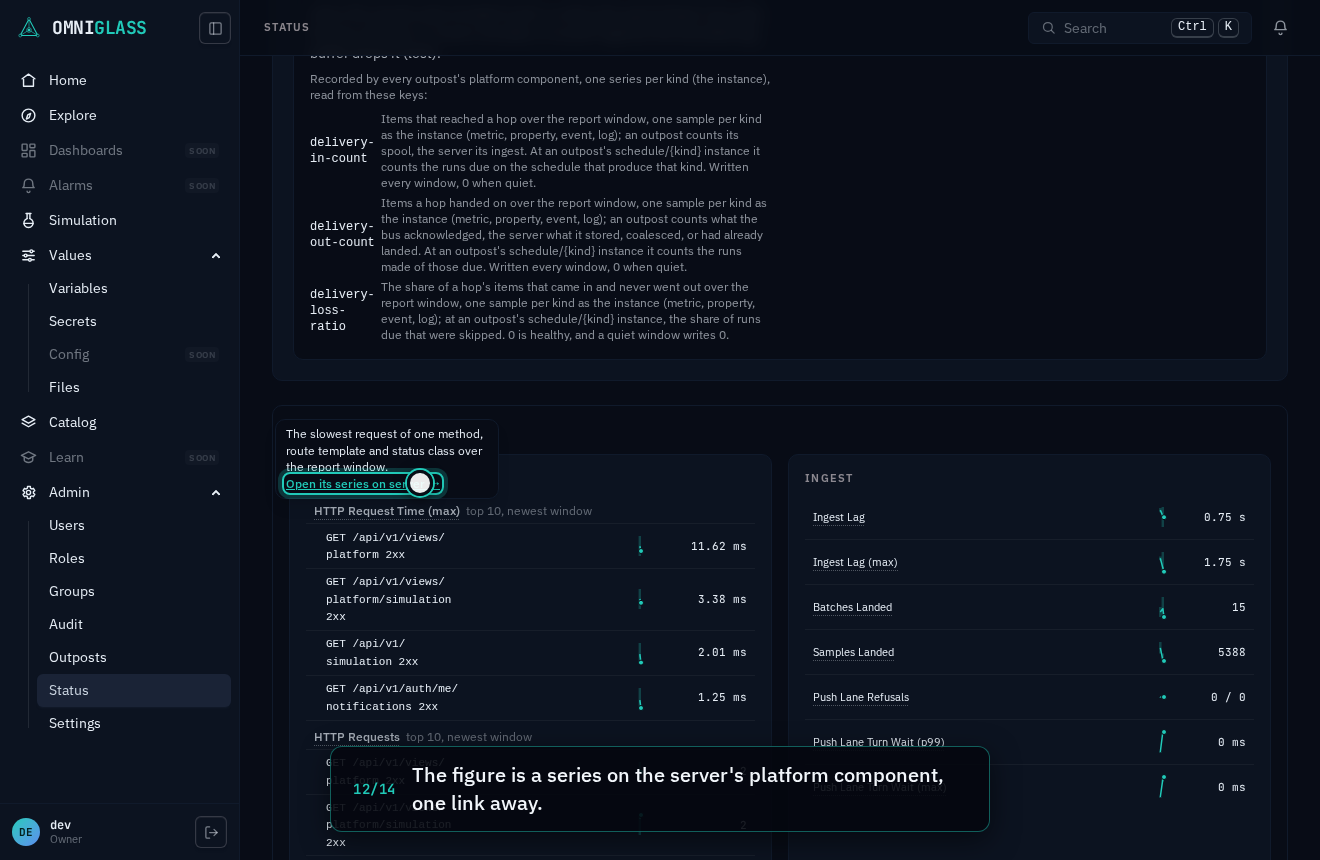 OMNIGLASS
STATUS
Search
Ctrl
K
Home
Explore
Dashboards
SOON
Alarms
SOON
Simulation
Values
Variables
Secrets
Config
SOON
Files
Catalog
Learn
SOON
Admin
Users
Roles
Groups
Audit
Outposts
Status
Settings
DE
dev
Owner
Recorded by every outpost's platform component, one series per kind (the instance),
read from these keys:
delivery-
in-count
Items that reached a hop over the report window, one sample per kind
as the instance (metric, property, event, log); an outpost counts its
spool, the server its ingest. At an outpost's schedule/{kind} instance it
counts the runs due on the schedule that produce that kind. Written
every window, 0 when quiet.
delivery-
out-count
Items a hop handed on over the report window, one sample per kind as
the instance (metric, property, event, log); an outpost counts what the
bus acknowledged, the server what it stored, coalesced, or had already
landed. At an outpost's schedule/{kind} instance it counts the runs
made of those due. Written every window, 0 when quiet.
delivery-
loss-
ratio
The share of a hop's items that came in and never went out over the
report window, one sample per kind as the instance (metric, property,
event, log); at an outpost's schedule/{kind} instance, the share of runs
due that were skipped. 0 is healthy, and a quiet window writes 0.
The slowest request of one method,
route template and status class over
the report window.
Open its series on
HTTP Request Time (max) top 10, newest window
GET /api/v1/views/
platform 2xx
11.62 ms
GET /api/v1/views/
platform/simulation
2xx
3.38 ms
GET /api/v1/
simulation 2xx
2.01 ms
GET /api/v1/auth/me/
notifications 2xx
1.25 ms
HTTP Requests top 10, newest window
2xx
INGEST
Ingest Lag
0.75 s
Ingest Lag (max)
1.75 s
Batches Landed
15
Samples Landed
5388
Push Lane Refusals
0 / 0
Push Lane Turn Wait (p99)
0 ms
Push Lane Turn Wait (max)
0 ms
12/14
The figure is a series on the server's platform component,
one link away.